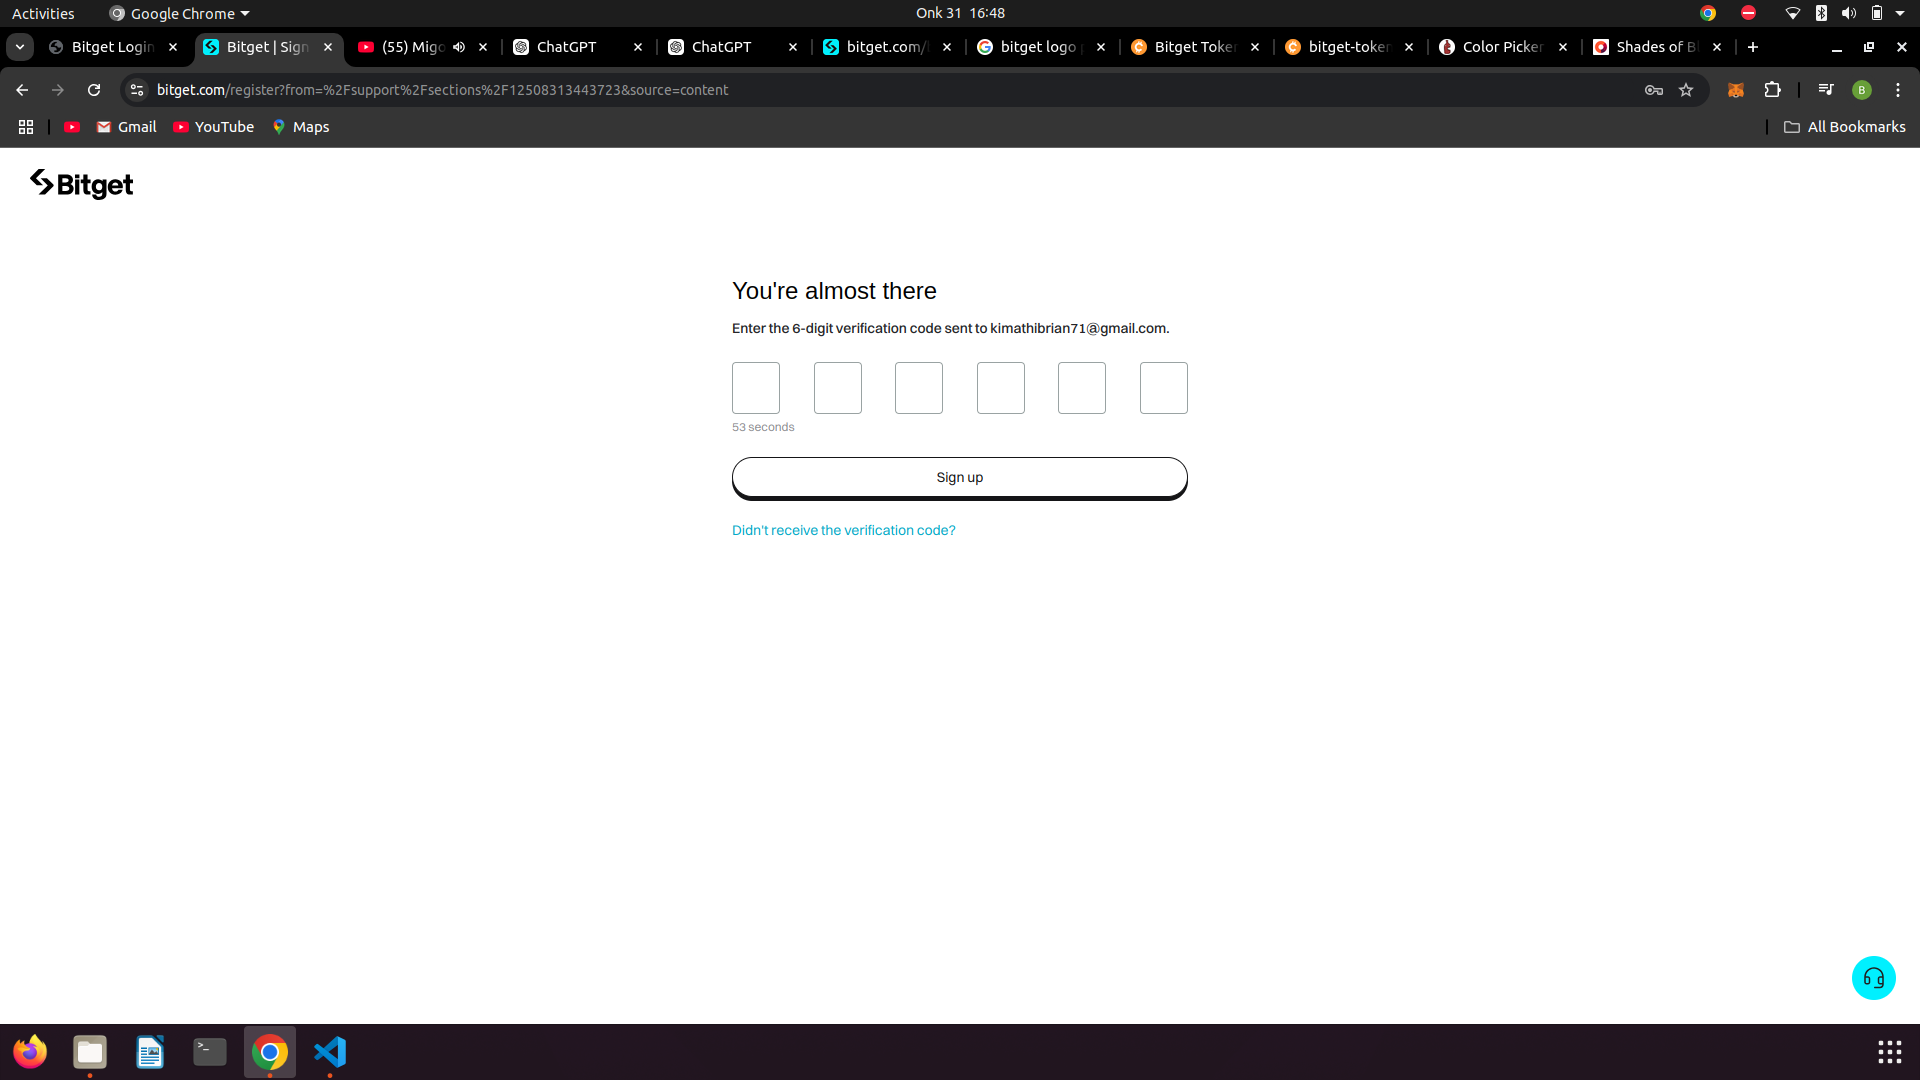 Activities
Google Chrome
Onk 31 16:48
Bitget Login
Bitget | Sign
(55) Migo
ChatGPT
ChatGPT
bitget.com/
bitget logo
Bitget Token
bitget-token
Color Picker
Shades of Bl
bitget.com/register?from=%2Fsupport%2Fsections%2F12508313443723&source=content
B
Gmail
YouTube
Maps
All Bookmarks
Bitget
You're almost there
Enter the 6-digit verification code sent to kimathibrian71@gmail.com.
53 seconds
Sign up
Didn't receive the verification code?